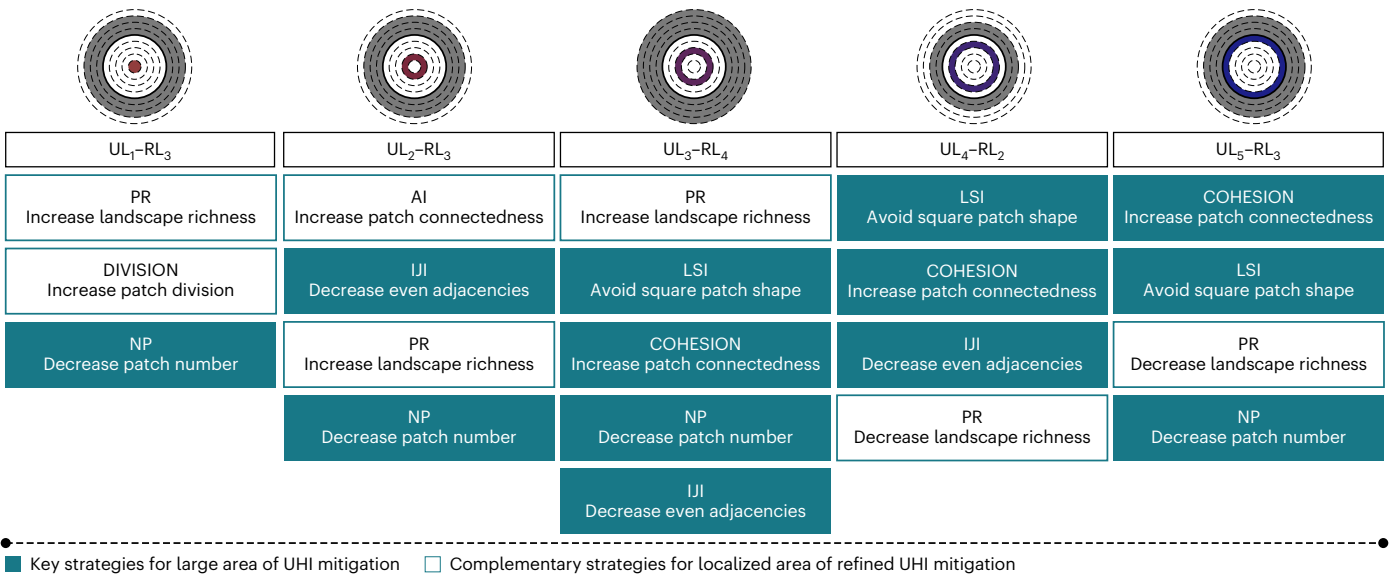 UL₁–RL₃
UL₂–RL₃
UL₃–RL₄
UL₄–RL₂
UL₅–RL₃
PR
Increase landscape richness
DIVISION
Increase patch division
NP
Decrease patch number
AI
Increase patch connectedness
IJI
Decrease even adjacencies
PR
Increase landscape richness
NP
Decrease patch number
PR
Increase landscape richness
LSI
Avoid square patch shape
COHESION
Increase patch connectedness
NP
Decrease patch number
IJI
Decrease even adjacencies
LSI
Avoid square patch shape
COHESION
Increase patch connectedness
IJI
Decrease even adjacencies
PR
Decrease landscape richness
COHESION
Increase patch connectedness
LSI
Avoid square patch shape
PR
Decrease landscape richness
NP
Decrease patch number
Key strategies for large area of UHI mitigation
Complementary strategies for localized area of refined UHI mitigation